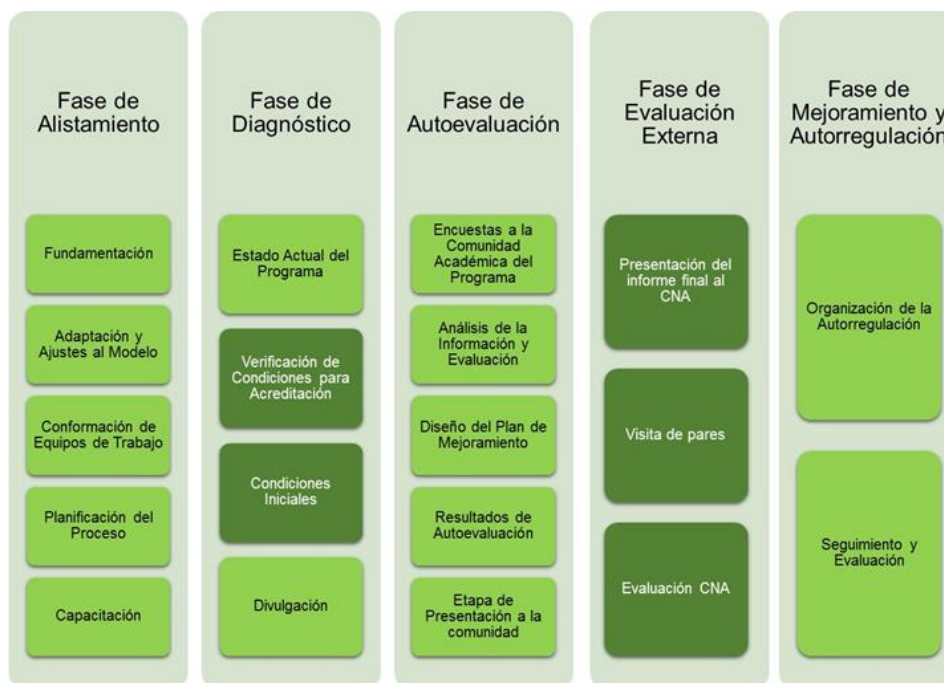 Fase de
Alistamiento
Fundamentación
Adaptación y
Ajustes al Modelo
Conformación de
Equipos de Trabajo
Planificación del
Proceso
Capacitación
Fase de
Diagnóstico
Estado Actual del
Programa
Verificación de
Condiciones para
Acreditación
Condiciones
Iniciales
Divulgación
Fase de
Autoevaluación
Encuestas a la
Comunidad
Académica del
Programa
Análisis de la
Información y
Evaluación
Diseño del Plan de
Mejoramiento
Resultados de
Autoevaluación
Etapa de
Presentación a la
comunidad
Fase de
Evaluación
Externa
Presentación del
informe final al
CNA
Visita de pares
Evaluación CNA
Fase de
Mejoramiento y
Autorregulación
Organización de la
Autorregulación
Seguimiento y
Evaluación